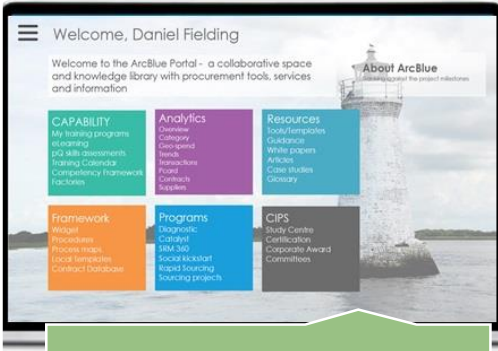 Welcome, Daniel Fielding
Welcome to the ArcBlue Portal - a collaborative space
and knowledge library with procurement tools, services
and information
About ArcBlue
against the project milestones
CAPABILITY
My training programs
eLearning
pQ skills assessments
Training Calendar
Competency Framework
Factories
Analytics
Overview
Category
Geo-spend
Trends
Transactions
Pcard
Contracts
Suppliers
Resources
Tools/Templates
Guidance
White papers
Articles
Case studies
Glossary
Framework
Widget
Procedures
Process maps
Local Templates
Contract Database
Programs
Diagnostic
Catalyst
SRM 360
Social kickstart
Rapid Sourcing
Sourcing projects
CIPS
Study Centre
Certification
Corporate Award
Committees